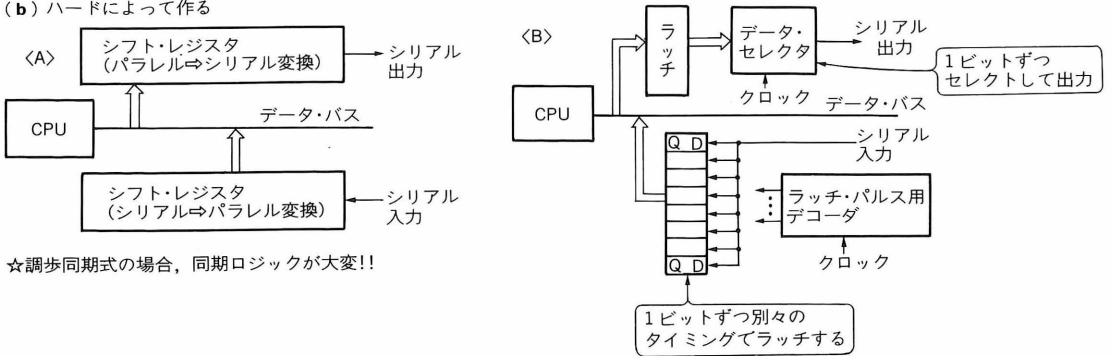 (b) ハードによって作る
〈A〉
シフト・レジスタ
(パラレル⇨シリアル変換)
シリアル
出力
CPU
データ・バス
シフト・レジスタ
(シリアル⇨パラレル変換)
シリアル
入力
☆調歩同期式の場合, 同期ロジックが大変!!
〈B〉
ラッチ
データ・
セレクタ
シリアル
出力
1ビットずつ
セレクトして出力
クロック
CPU
データ・バス
Q D
シリアル
入力
ラッチ・パルス用
デコーダ
クロック
Q D
1ビットずつ別々の
タイミングでラッチする